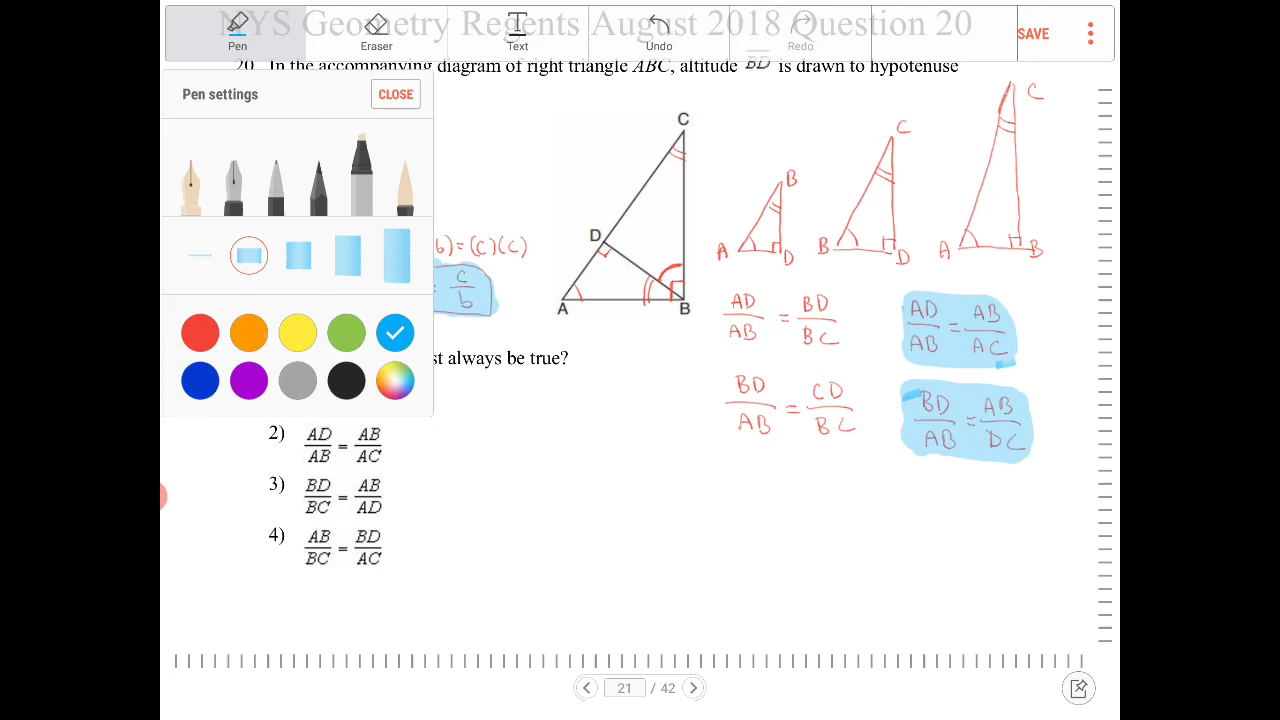 NYS Geometry Regents August 2018 Question 20
Pen
Eraser
Text
Undo
Redo
SAVE
20. In the accompanying diagram of right triangle ABC, altitude BD is drawn to hypotenuse
Pen settings
CLOSE
C
D
A
B
B
A
D
C
B
D
C
A
B
b) = (c)(c)
= c/b
AD/AB = BD/BC
AD/AB = AB/AC
st always be true?
BD/AB = CD/BC
BD/AB = AB/DC
2) AD/AB = AB/AC
3) BD/BC = AB/AD
4) AB/BC = BD/AC
21 / 42